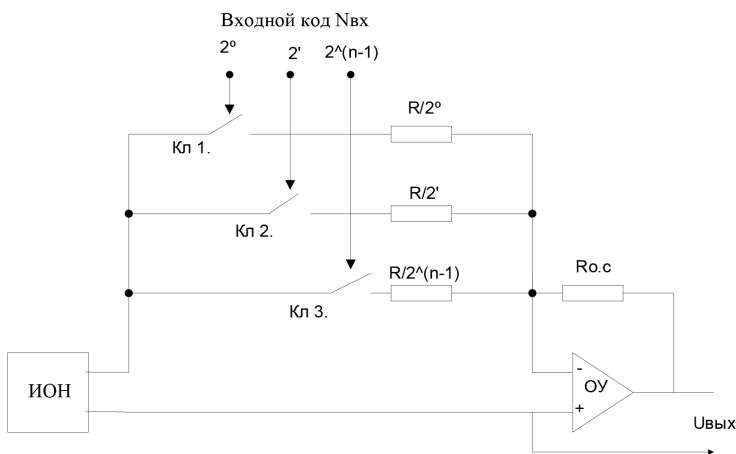 Входной код Nвх
2º 2' 2^(n-1)
R/2º
Кл 1.
R/2'
Кл 2.
R/2^(n-1)
Rо.с
Кл 3.
ИОН
-
ОУ
+
Uвых